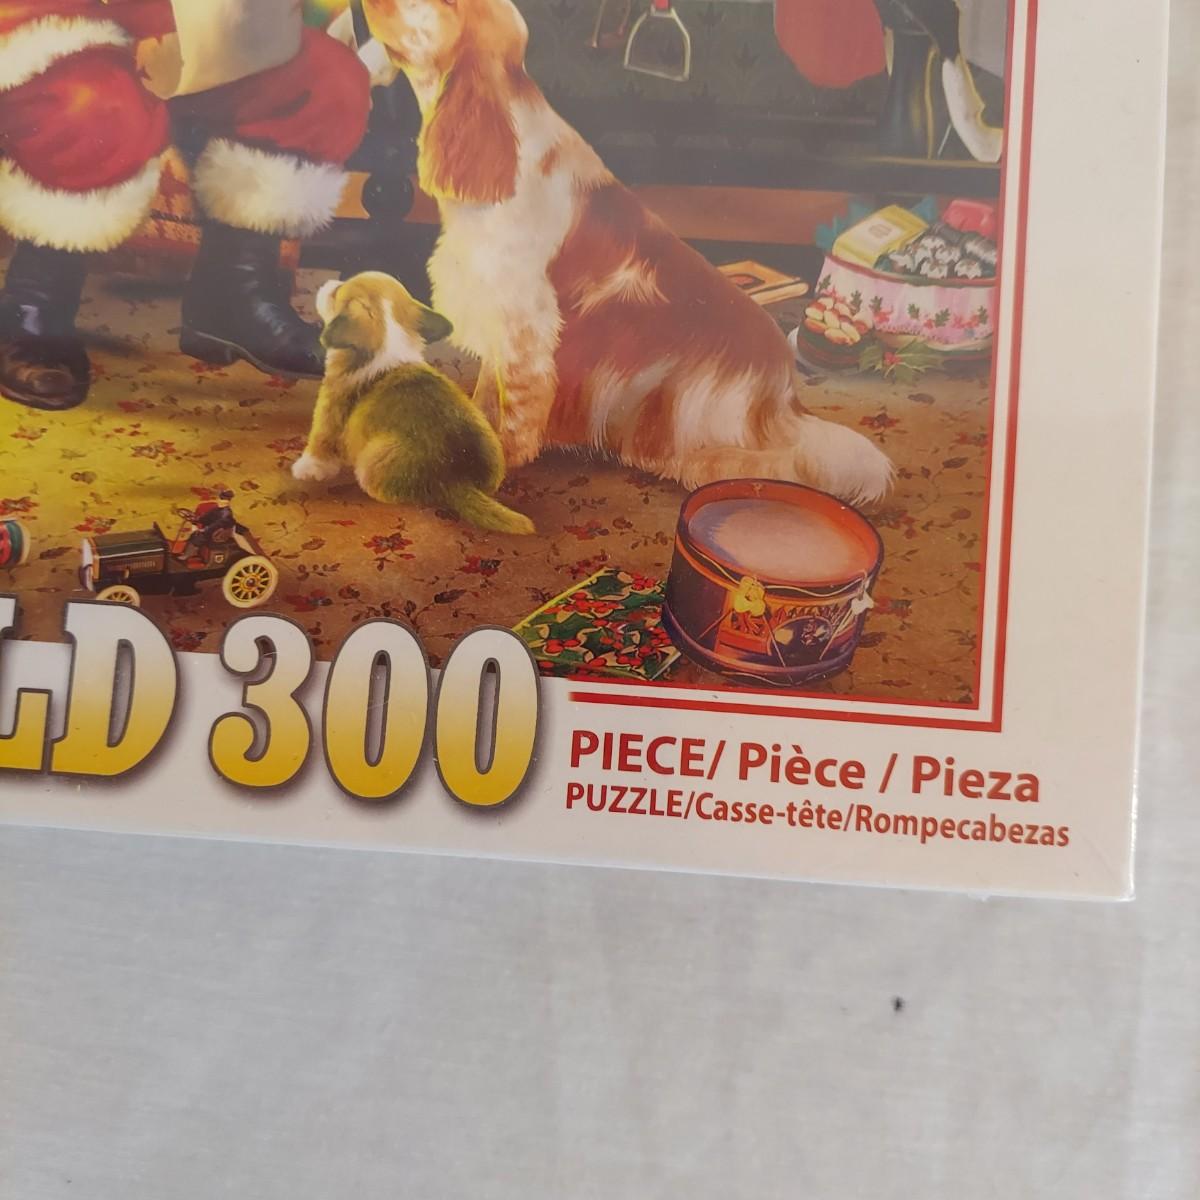 LD 300
PIECE/ Pièce / Pieza
PUZZLE/Casse-tête/Rompecabezas